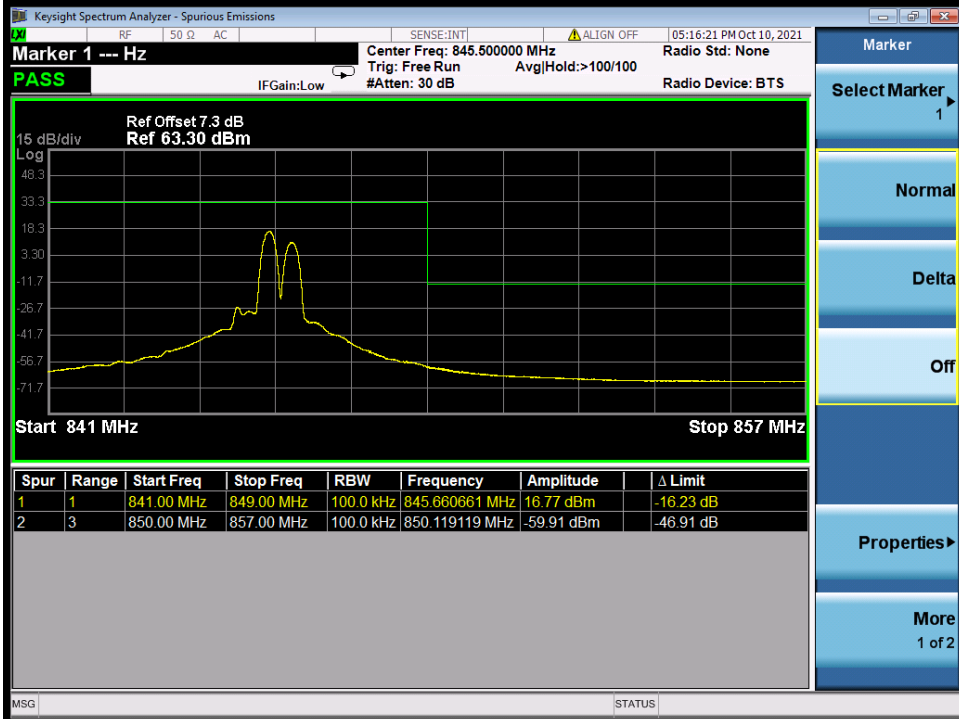 Keysight Spectrum Analyzer - Spurious Emissions
LXI RF 50 Ω AC SENSE:INT ALIGN OFF 05:16:21 PM Oct 10, 2021
Marker 1 --- Hz
PASS
IFGain:Low
Center Freq: 845.500000 MHz
Trig: Free Run Avg|Hold:>100/100
#Atten: 30 dB
Radio Std: None
Radio Device: BTS
15 dB/div
Log
Ref Offset 7.3 dB
Ref 63.30 dBm
48.3
33.3
18.3
3.30
-11.7
-26.7
-41.7
-56.7
-71.7
Start 841 MHz Stop 857 MHz
Spur Range Start Freq Stop Freq RBW Frequency Amplitude Δ Limit
1 1 841.00 MHz 849.00 MHz 100.0 kHz 845.660661 MHz 16.77 dBm -16.23 dB
2 3 850.00 MHz 857.00 MHz 100.0 kHz 850.119119 MHz -59.91 dBm -46.91 dB
MSG STATUS
Marker
Select Marker
1
Normal
Delta
Off
Properties
More
1 of 2